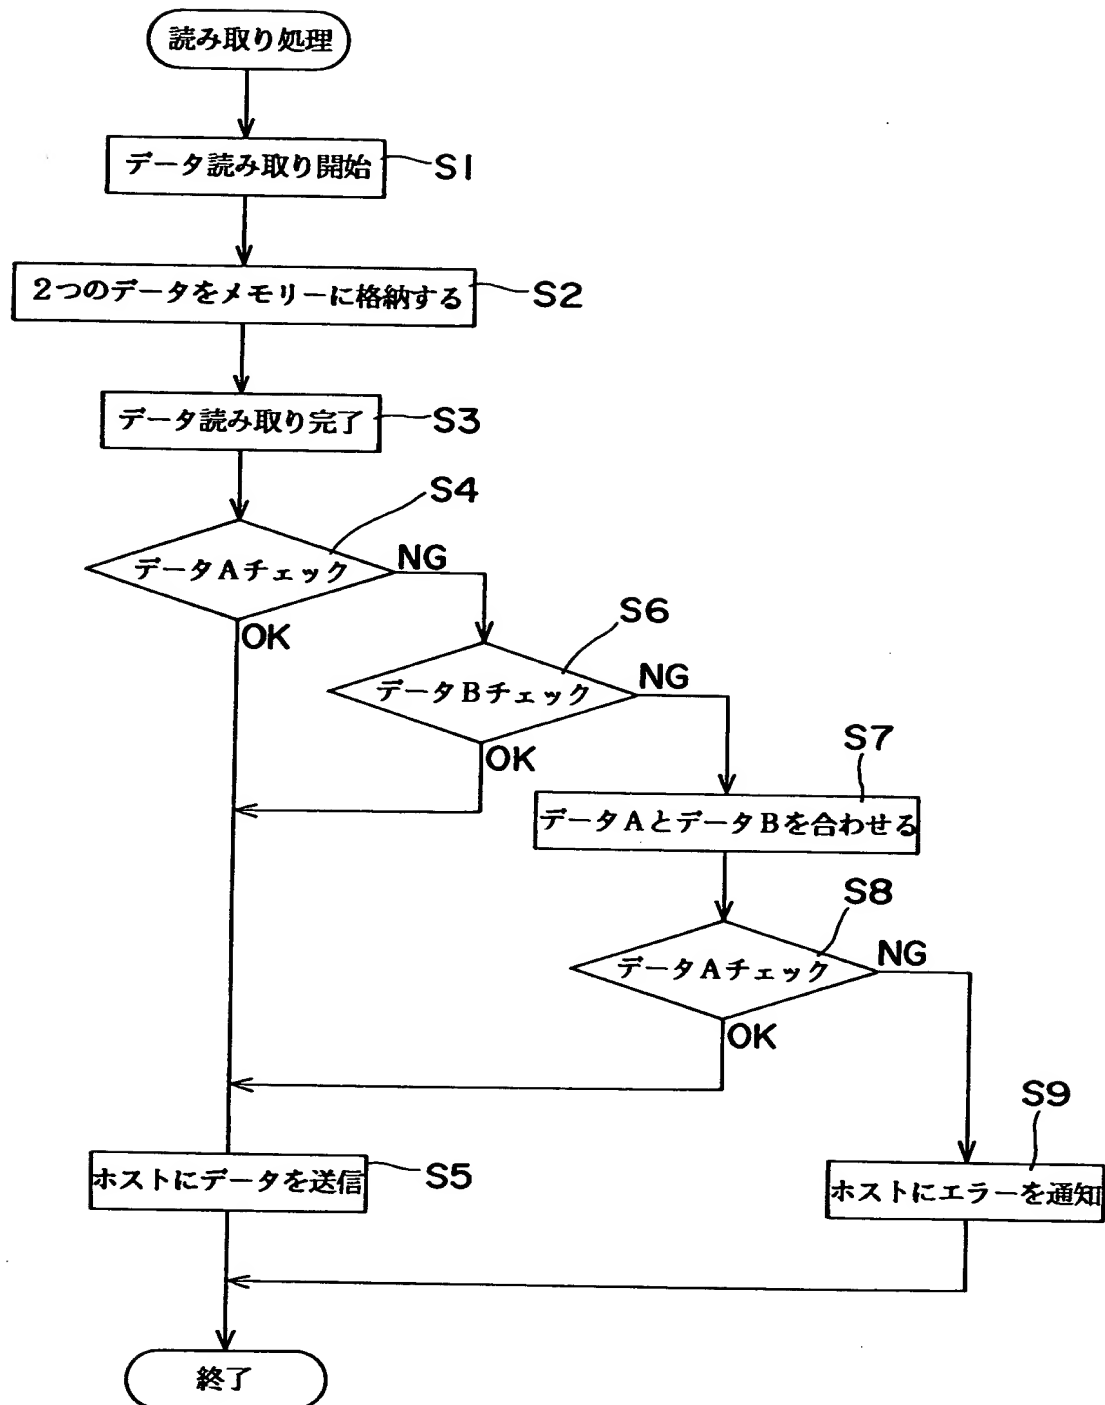 読み取り処理
データ読み取り開始
S1
2つのデータをメモリーに格納する
S2
データ読み取り完了
S3
S4
データAチェック
NG
OK
S6
データBチェック
NG
OK
S7
データAとデータBを合わせる
S8
データAチェック
NG
OK
S9
ホストにデータを送信
S5
ホストにエラーを通知
終了